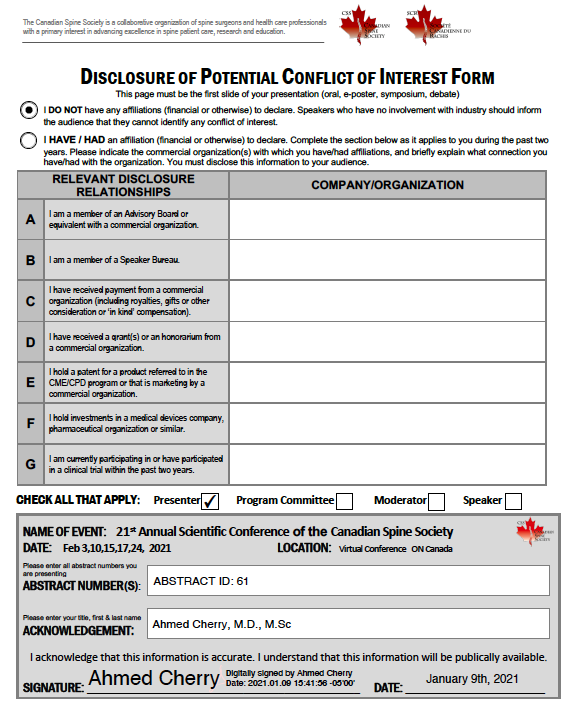 The Canadian Spine Society is a collaborative organization of spine surgeons and health care professionals
with a primary interest in advancing excellence in spine patient care, research and education.
CSS
CANADIAN
SPINE
SOCIETY
SCR
SOCIÉTÉ
CANADIENNE DU
RACHIS
DISCLOSURE OF POTENTIAL CONFLICT OF INTEREST FORM
This page must be the first slide of your presentation (oral, e-poster, symposium, debate)
I DO NOT have any affiliations (financial or otherwise) to declare. Speakers who have no involvement with industry should inform
the audience that they cannot identify any conflict of interest.
I HAVE / HAD an affiliation (financial or otherwise) to declare. Complete the section below as it applies to you during the past two
years. Please indicate the commercial organization(s) with which you have/had affiliations, and briefly explain what connection you
have/had with the organization. You must disclose this information to your audience.
RELEVANT DISCLOSURE
RELATIONSHIPS
COMPANY/ORGANIZATION
A
I am a member of an Advisory Board or
equivalent with a commercial organization.
B
I am a member of a Speaker Bureau.
C
I have received payment from a commercial
organization (including royalties, gifts or other
consideration or 'in kind' compensation).
D
I have received a grant(s) or an honorarium from
a commercial organization.
E
I hold a patent for a product referred to in the
CME/CPD program or that is marketing by a
commercial organization.
F
I hold investments in a medical devices company,
pharmaceutical organization or similar.
G
I am currently participating in or have participated
in a clinical trial within the past two years.
CHECK ALL THAT APPLY: Presenter Program Committee Moderator Speaker
NAME OF EVENT: 21st Annual Scientific Conference of the Canadian Spine Society
DATE: Feb 3,10,15,17,24, 2021 LOCATION: Virtual Conference ON Canada
CSS
CANADIAN
SPINE
SOCIETY
Please enter all abstract numbers you
are presenting
ABSTRACT NUMBER(S): ABSTRACT ID: 61
Please enter your title, first & last name
ACKNOWLEDGEMENT: Ahmed Cherry, M.D., M.Sc
I acknowledge that this information is accurate. I understand that this information will be publically available.
SIGNATURE: Ahmed Cherry
Digitally signed by Ahmed Cherry
Date: 2021.01.09 15:41:56 -05'00'
DATE: January 9th, 2021